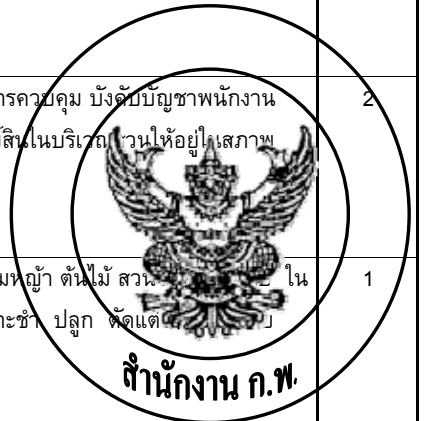 ารควบคุม บังคับบัญชาพนักงาน 2
์สินในบริเวณสวนให้อยู่ในสภาพ
มหญ้า ต้นไม้ สวน ใน 1
าะชำ ปลูก ตัดแต่
สำนักงาน ก.พ.